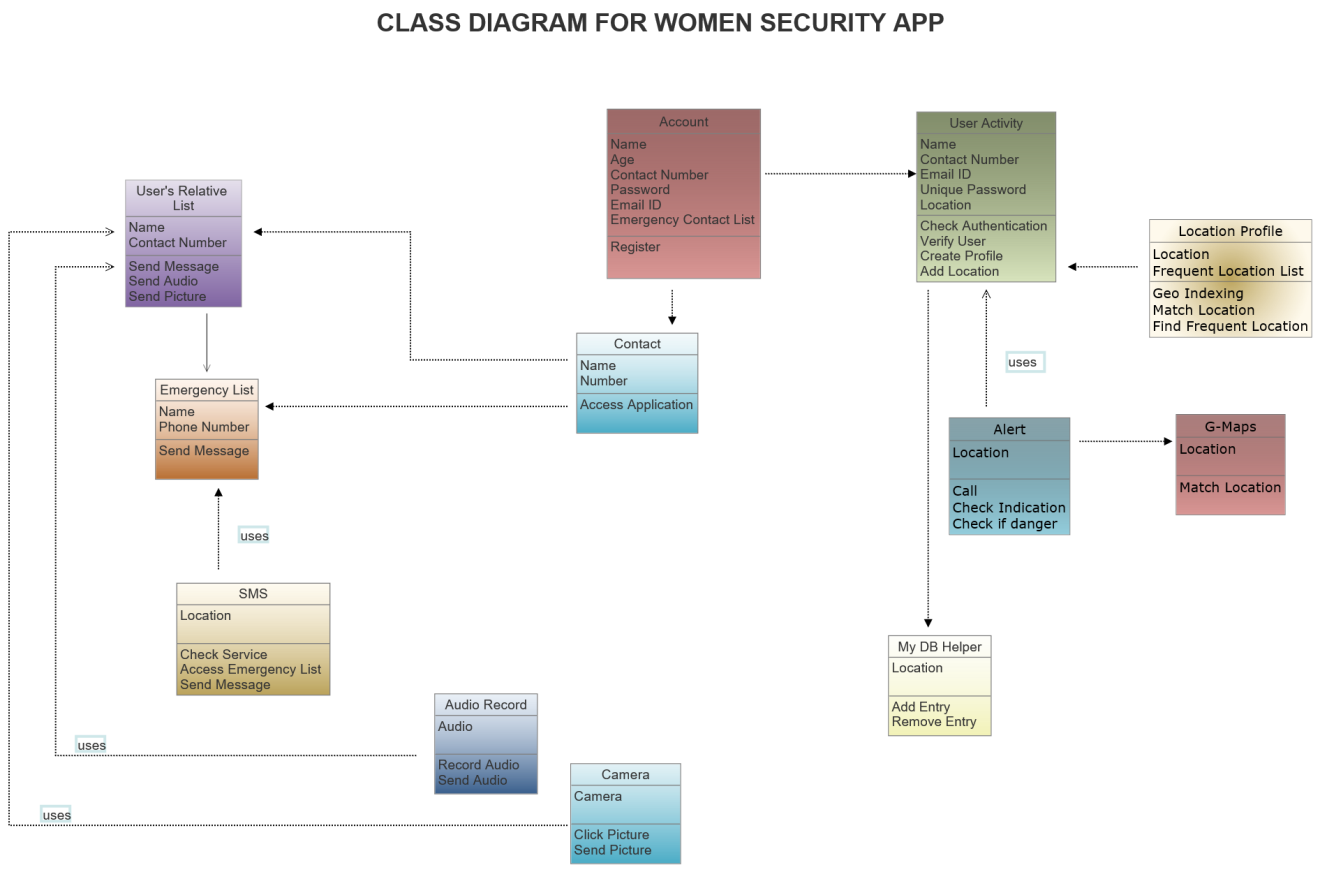 CLASS DIAGRAM FOR WOMEN SECURITY APP
Account
Name
Age
Contact Number
Password
Email ID
Emergency Contact List
Register
User Activity
Name
Contact Number
Email ID
Unique Password
Location
Check Authentication
Verify User
Create Profile
Add Location
User's Relative
List
Name
Contact Number
Send Message
Send Audio
Send Picture
Location Profile
Location
Frequent Location List
Geo Indexing
Match Location
Find Frequent Location
Contact
Name
Number
Access Application
uses
Emergency List
Name
Phone Number
Send Message
Alert
Location
Call
Check Indication
Check if danger
G-Maps
Location
Match Location
uses
SMS
Location
Check Service
Access Emergency List
Send Message
My DB Helper
Location
Add Entry
Remove Entry
Audio Record
Audio
Record Audio
Send Audio
uses
Camera
Camera
Click Picture
Send Picture
uses